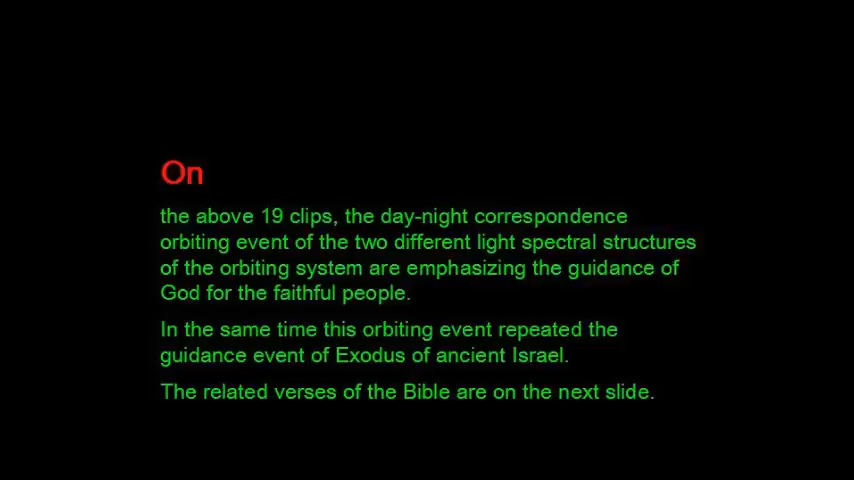 On
the above 19 clips, the day-night correspondence
orbiting event of the two different light spectral structures
of the orbiting system are emphasizing the guidance of
God for the faithful people.
In the same time this orbiting event repeated the
guidance event of Exodus of ancient Israel.
The related verses of the Bible are on the next slide.